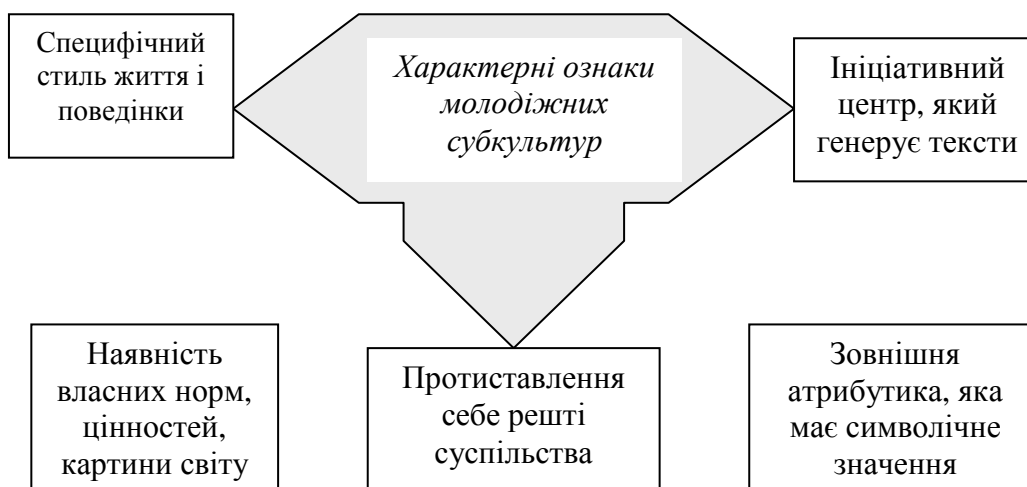 Специфічний
стиль життя і
поведінки
Характерні ознаки
молодіжних
субкультур
Ініціативний
центр, який
генерує тексти
Наявність
власних норм,
цінностей,
картини світу
Протиставлення
себе решті
суспільства
Зовнішня
атрибутика, яка
має символічне
значення